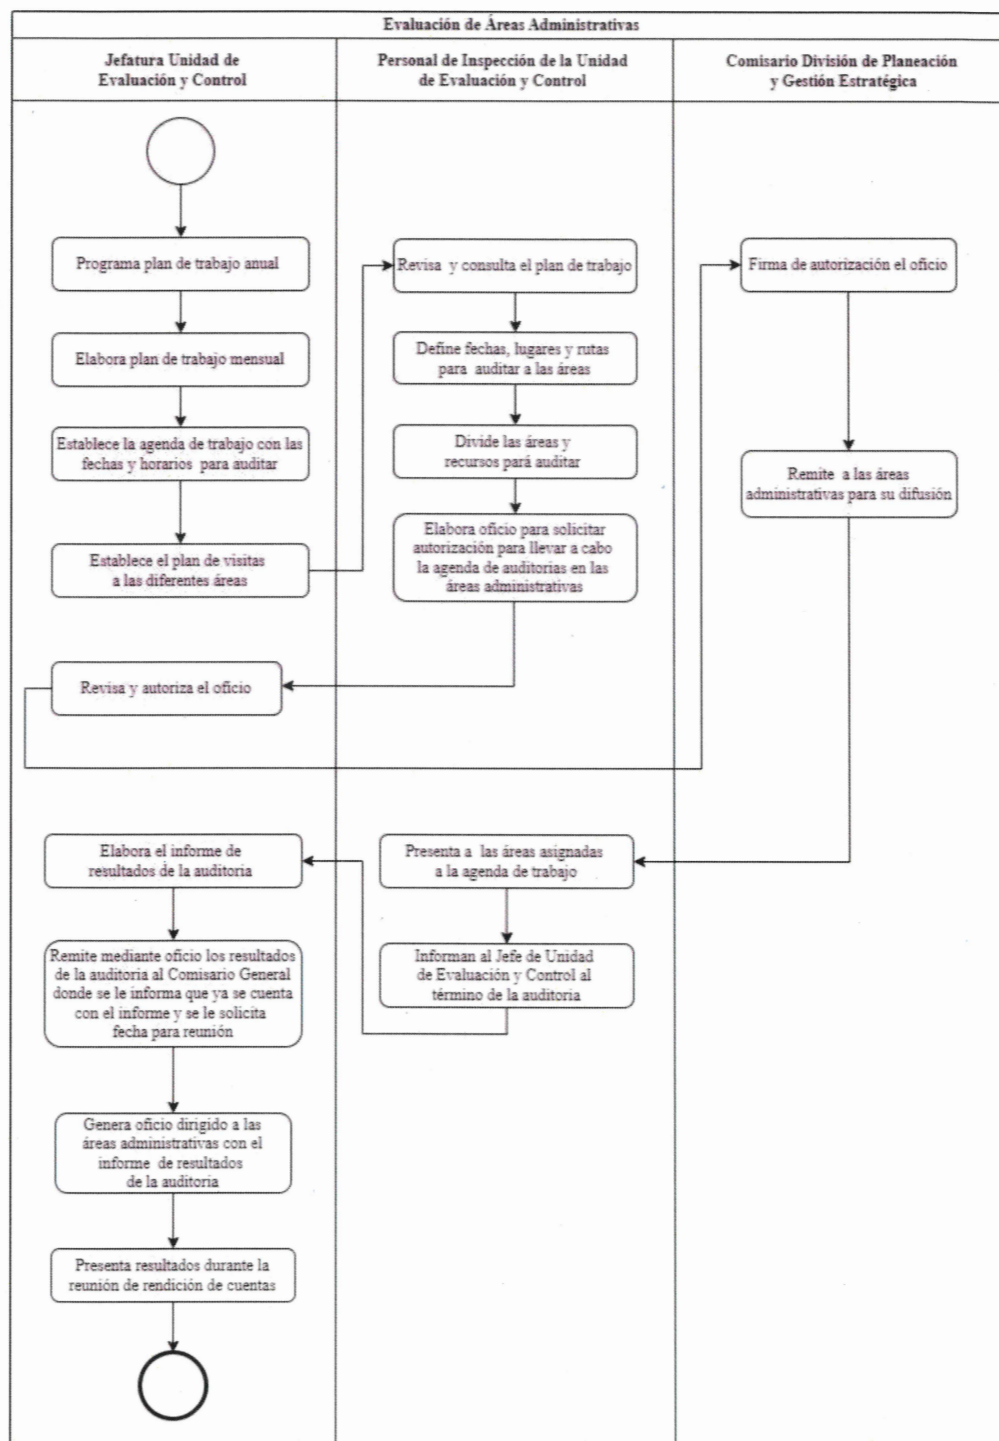 Evaluación de Áreas Administrativas
Jefatura Unidad de
Evaluación y Control
Personal de Inspección de la Unidad
de Evaluación y Control
Comisario División de Planeación
y Gestión Estratégica
Programa plan de trabajo anual
Elabora plan de trabajo mensual
Establece la agenda de trabajo con las
fechas y horarios para auditar
Establece el plan de visitas
a las diferentes áreas
Revisa y consulta el plan de trabajo
Define fechas, lugares y rutas
para auditar a las áreas
Divide las áreas y
recursos pará auditar
Elabora oficio para solicitar
autorización para llevar a cabo
la agenda de auditorias en las
áreas administrativas
Revisa y autoriza el oficio
Firma de autorización el oficio
Remite a las áreas
administrativas para su difusión
Presenta a las áreas asignadas
a la agenda de trabajo
Informan al Jefe de Unidad
de Evaluación y Control al
término de la auditoria
Elabora el informe de
resultados de la auditoria
Remite mediante oficio los resultados
de la auditoria al Comisario General
donde se le informa que ya se cuenta
con el informe y se le solicita
fecha para reunión
Genera oficio dirigido a las
áreas administrativas con el
informe de resultados
de la auditoria
Presenta resultados durante la
reunión de rendición de cuentas